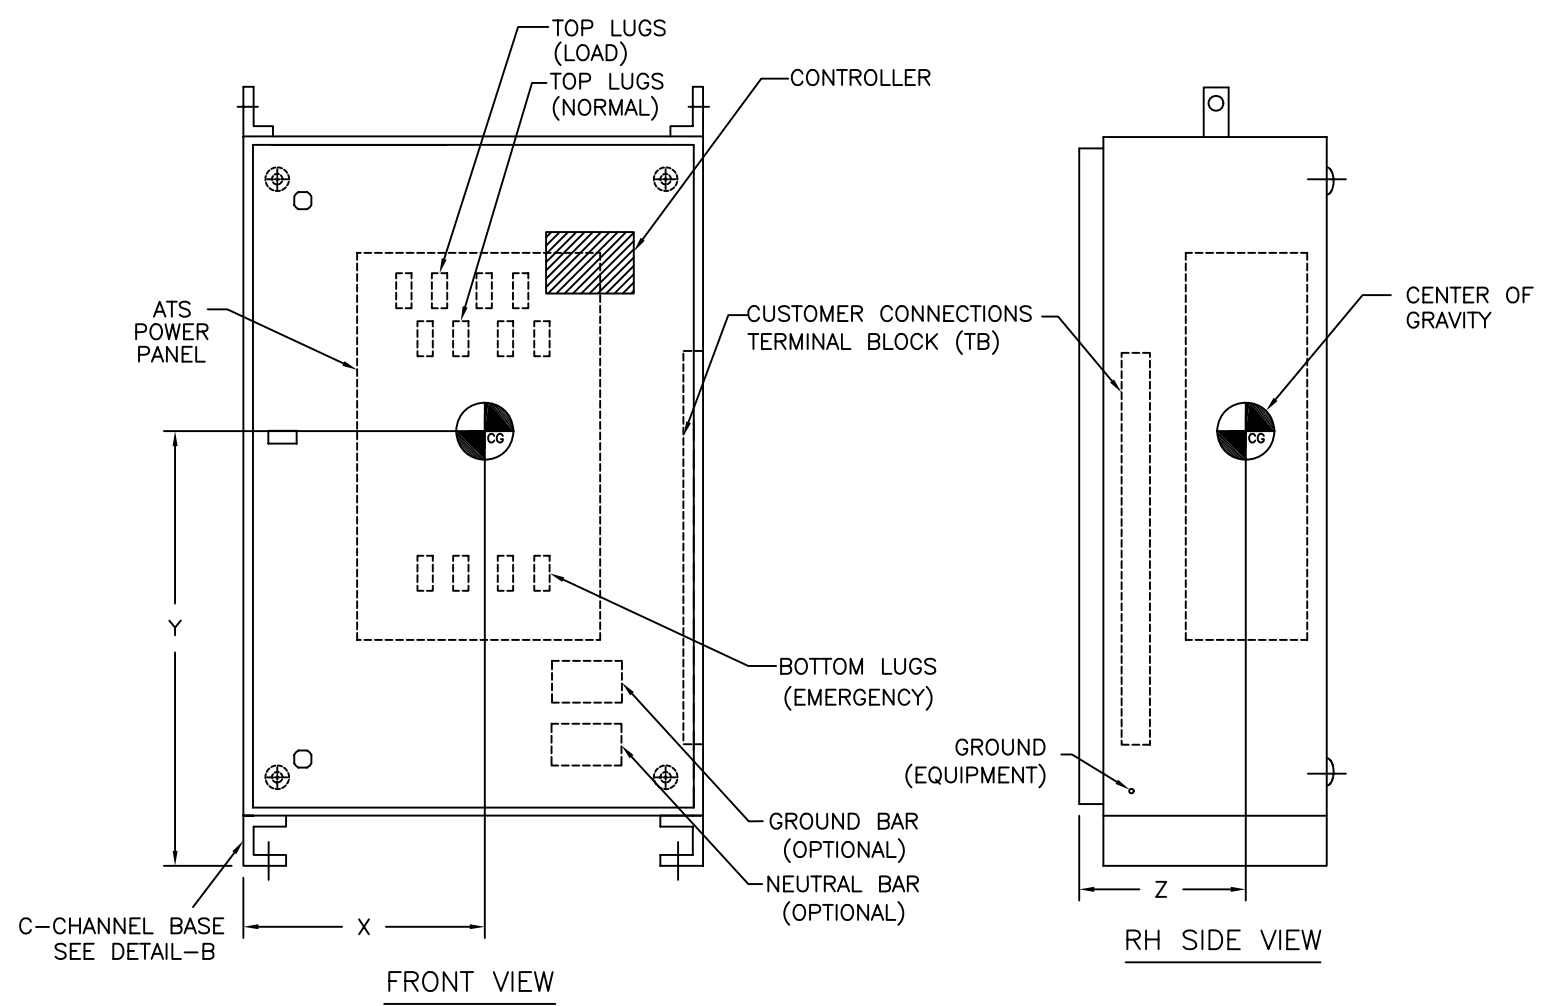 TOP LUGS
(LOAD)
TOP LUGS
(NORMAL)
CONTROLLER
ATS
POWER
PANEL
CUSTOMER CONNECTIONS
TERMINAL BLOCK (TB)
CENTER OF
GRAVITY
CG
CG
Y
BOTTOM LUGS
(EMERGENCY)
GROUND
(EQUIPMENT)
GROUND BAR
(OPTIONAL)
NEUTRAL BAR
(OPTIONAL)
Z
C-CHANNEL BASE
SEE DETAIL-B
X
FRONT VIEW
RH SIDE VIEW